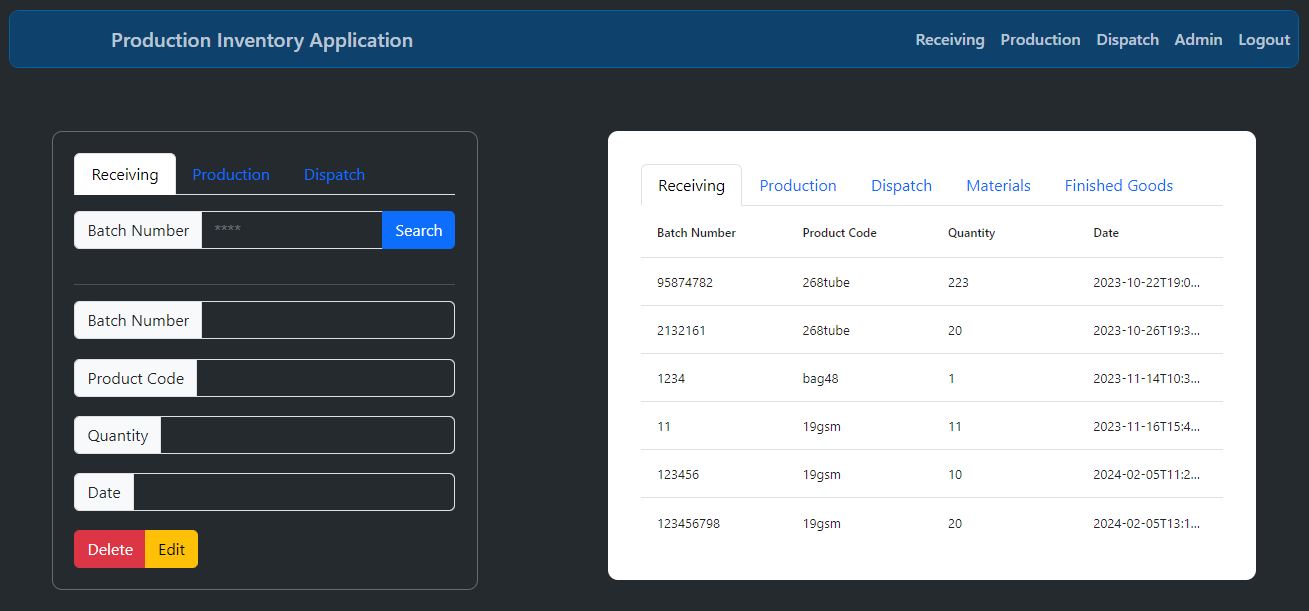 Production Inventory Application Receiving Production Dispatch Admin Logout
Receiving Production Dispatch
Batch Number **** Search
Batch Number
Product Code
Quantity
Date
Delete Edit
Receiving Production Dispatch Materials Finished Goods
Batch Number Product Code Quantity Date
95874782 268tube 223 2023-10-22T19:0...
2132161 268tube 20 2023-10-26T19:3...
1234 bag48 1 2023-11-14T10:3...
11 19gsm 11 2023-11-16T15:4...
123456 19gsm 10 2024-02-05T11:2...
123456798 19gsm 20 2024-02-05T13:1...